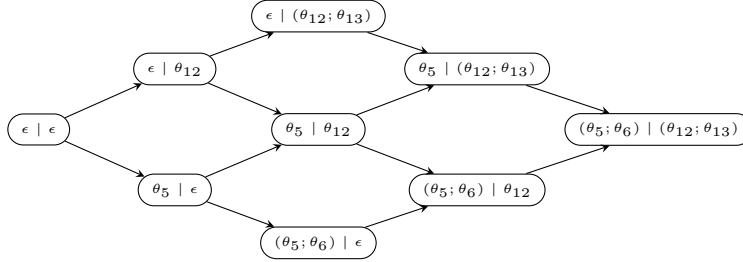 ϵ | (θ₁₂; θ₁₃)
ϵ | θ₁₂
θ₅ | (θ₁₂; θ₁₃)
ϵ | ϵ
θ₅ | θ₁₂
(θ₅; θ₆) | (θ₁₂; θ₁₃)
θ₅ | ϵ
(θ₅; θ₆) | θ₁₂
(θ₅; θ₆) | ϵ